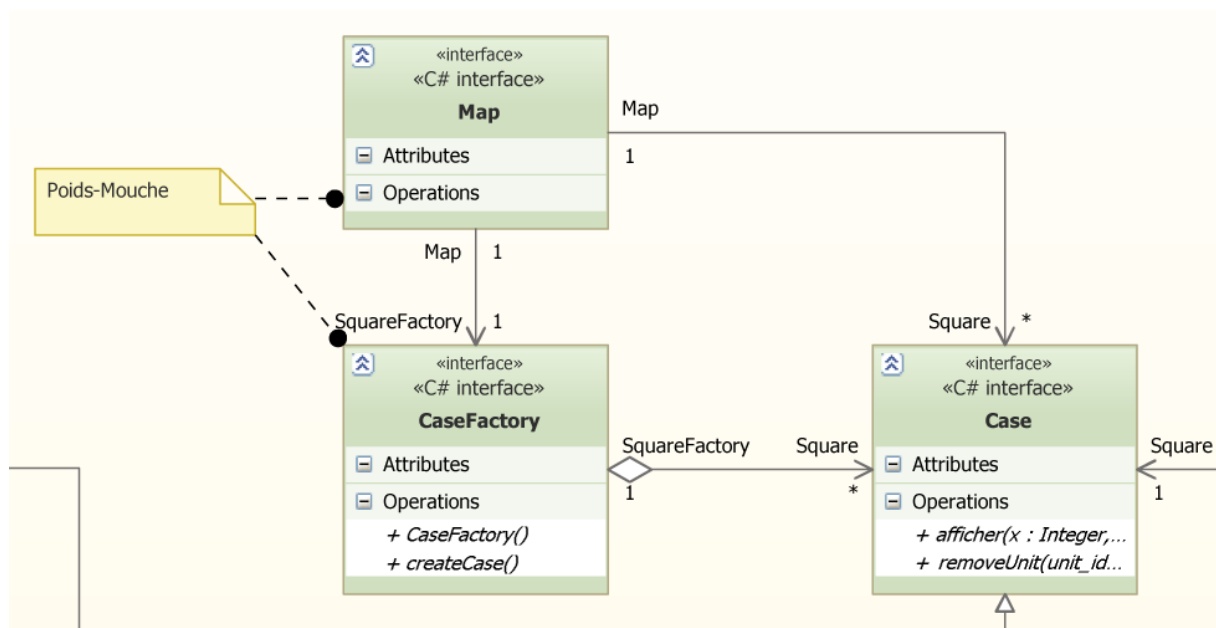 «interface»
«C# interface»
Map
Attributes
Operations
Map
1
Poids-Mouche
Map 1
SquareFactory 1
Square *
«interface»
«C# interface»
CaseFactory
Attributes
Operations
+ CaseFactory()
+ createCase()
SquareFactory
1
Square
*
«interface»
«C# interface»
Case
Attributes
Operations
+ afficher(x : Integer,...
+ removeUnit(unit_id...
Square
1